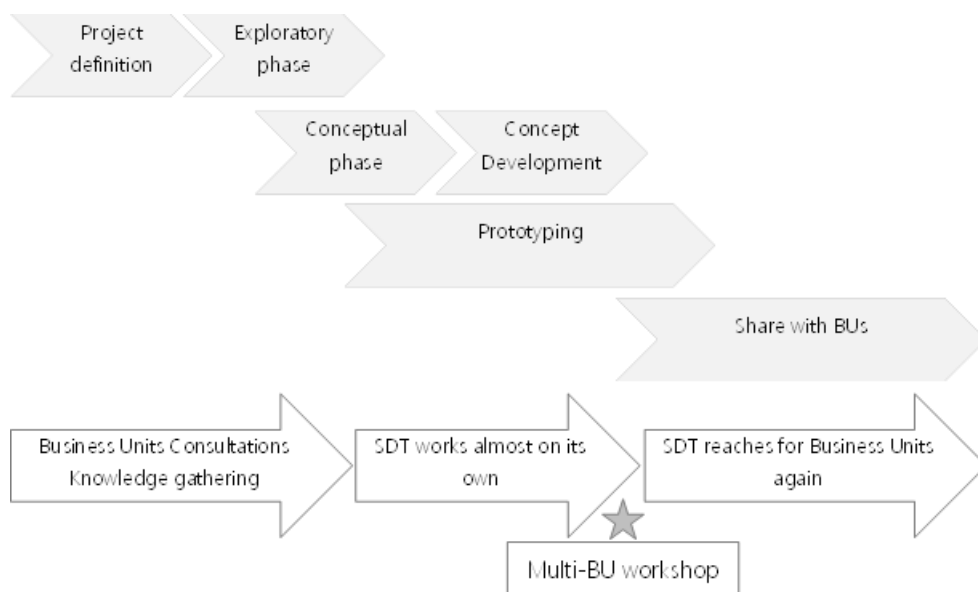 Project
definition
Exploratory
phase
Conceptual
phase
Concept
Development
Prototyping
Share with BUs
Business Units Consultations
Knowledge gathering
SDT works almost on its
own
SDT reaches for Business Units
again
Multi-BU workshop